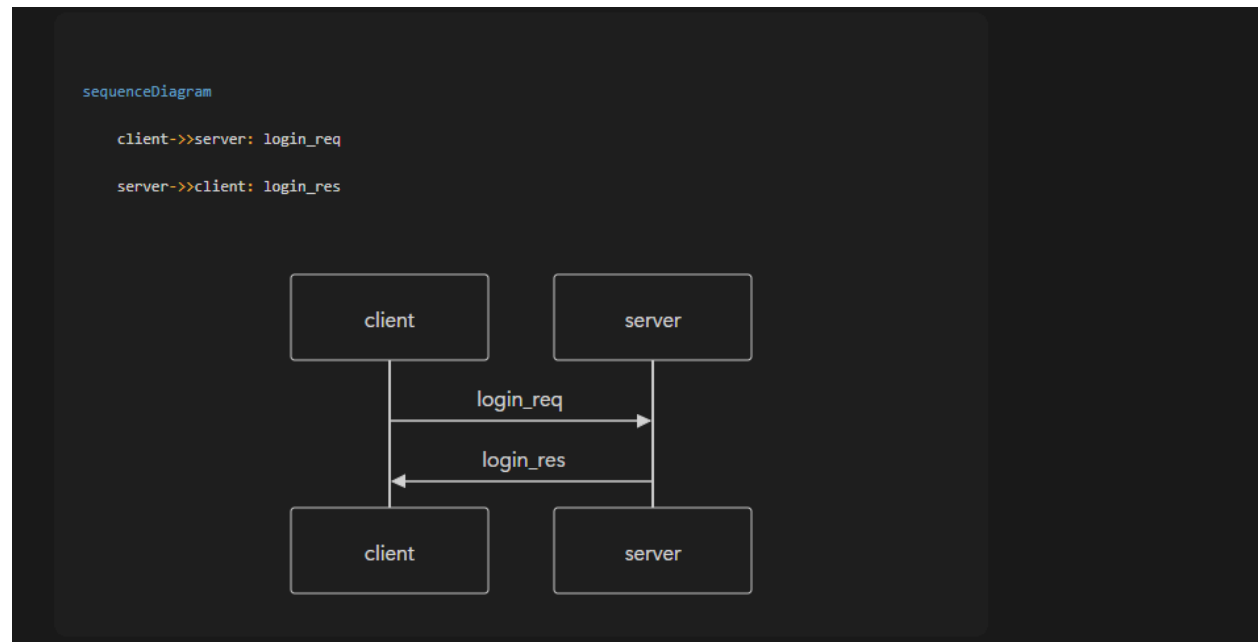 sequenceDiagram
client->>server: login_req
server->>client: login_res
client server
login_req
login_res
client server